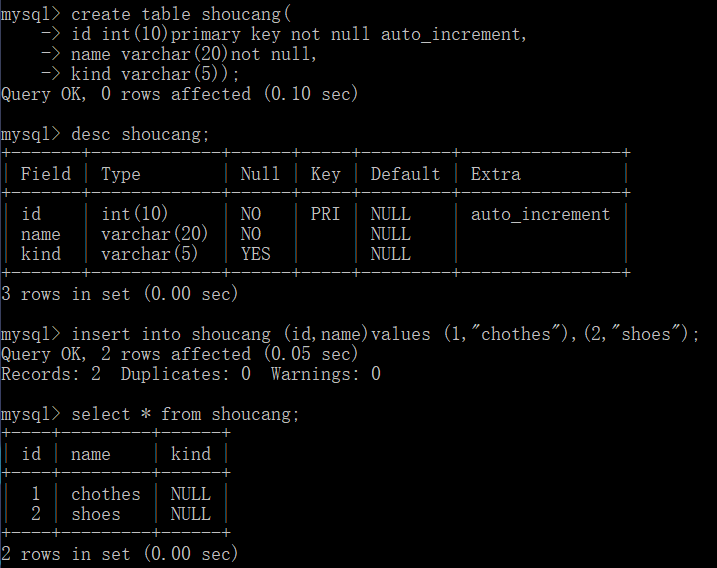 mysql> create table shoucang(
    -> id int(10)primary key not null auto_increment,
    -> name varchar(20)not null,
    -> kind varchar(5));
Query OK, 0 rows affected (0.10 sec)
mysql> desc shoucang;
+-------+-------------+------+-----+---------+----------------+
| Field | Type        | Null | Key | Default | Extra          |
+-------+-------------+------+-----+---------+----------------+
| id    | int(10)     | NO   | PRI | NULL    | auto_increment |
| name  | varchar(20) | NO   |     | NULL    |                |
| kind  | varchar(5)  | YES  |     | NULL    |                |
+-------+-------------+------+-----+---------+----------------+
3 rows in set (0.00 sec)
mysql> insert into shoucang (id,name)values (1,"chothes"),(2,"shoes");
Query OK, 2 rows affected (0.05 sec)
Records: 2  Duplicates: 0  Warnings: 0
mysql> select * from shoucang;
+----+---------+------+
| id | name    | kind |
+----+---------+------+
|  1 | chothes | NULL |
|  2 | shoes   | NULL |
+----+---------+------+
2 rows in set (0.00 sec)